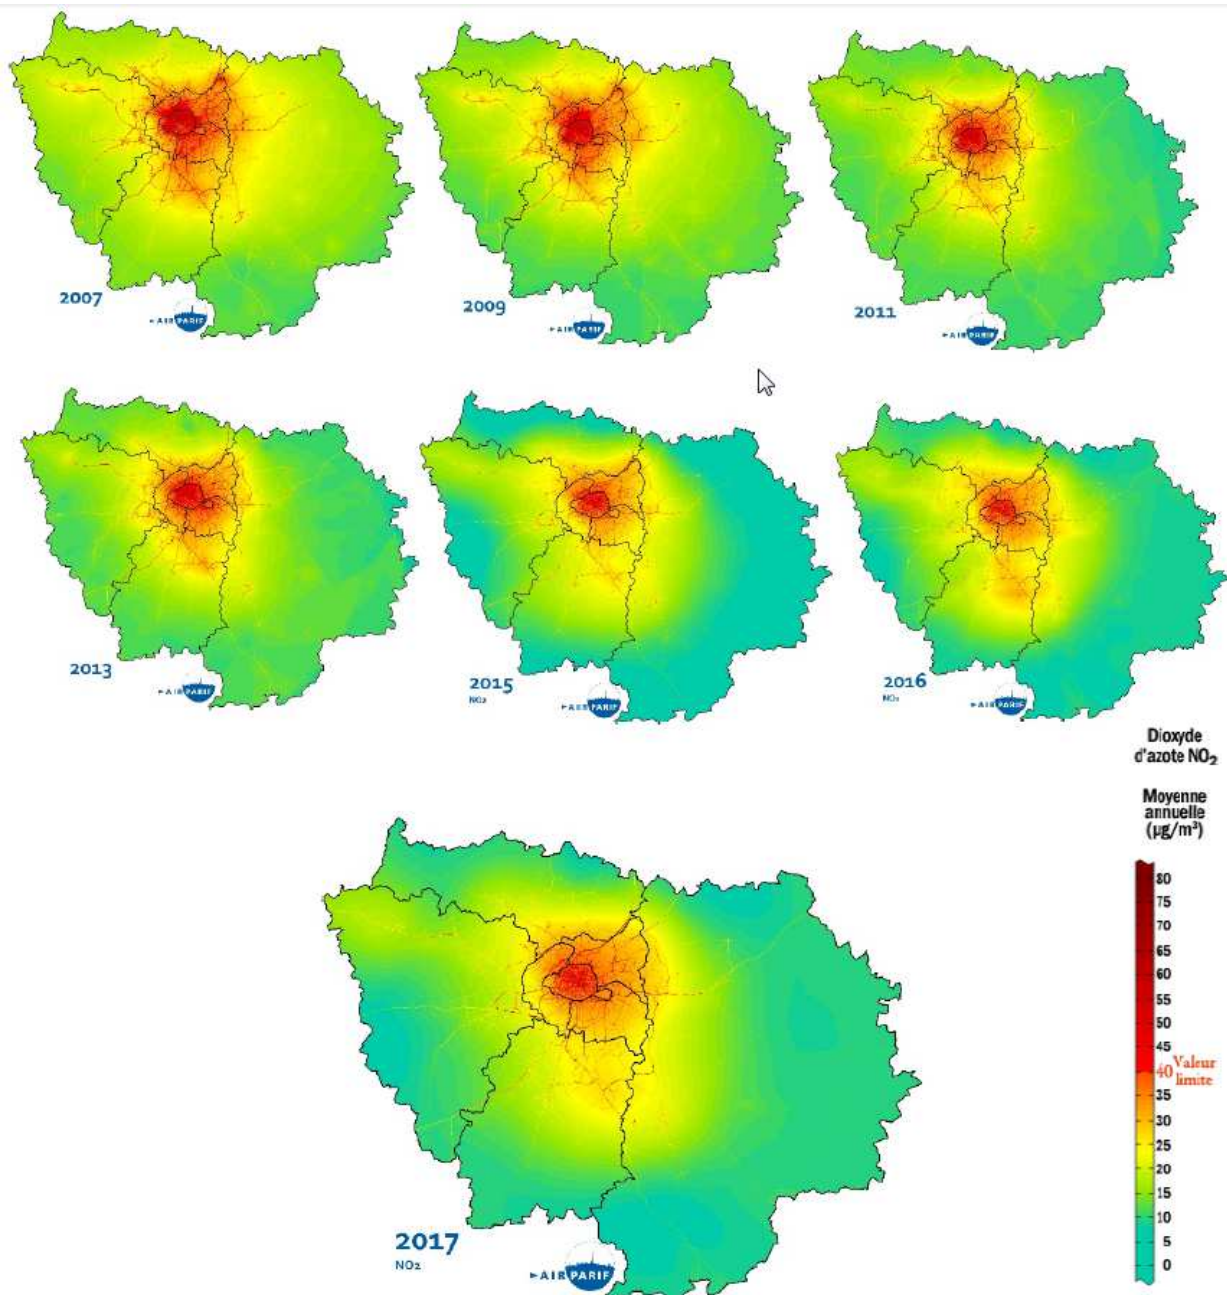 2007
AIRPARIF
2009
AIRPARIF
2011
AIRPARIF
2013
AIRPARIF
2015
NO₂
AIRPARIF
2016
NO₂
AIRPARIF
Dioxyde
d'azote NO₂
Moyenne
annuelle
(µg/m³)
80
75
70
65
60
55
50
45
40 Valeur
limite
35
30
25
20
15
10
5
0
2017
NO₂
AIRPARIF